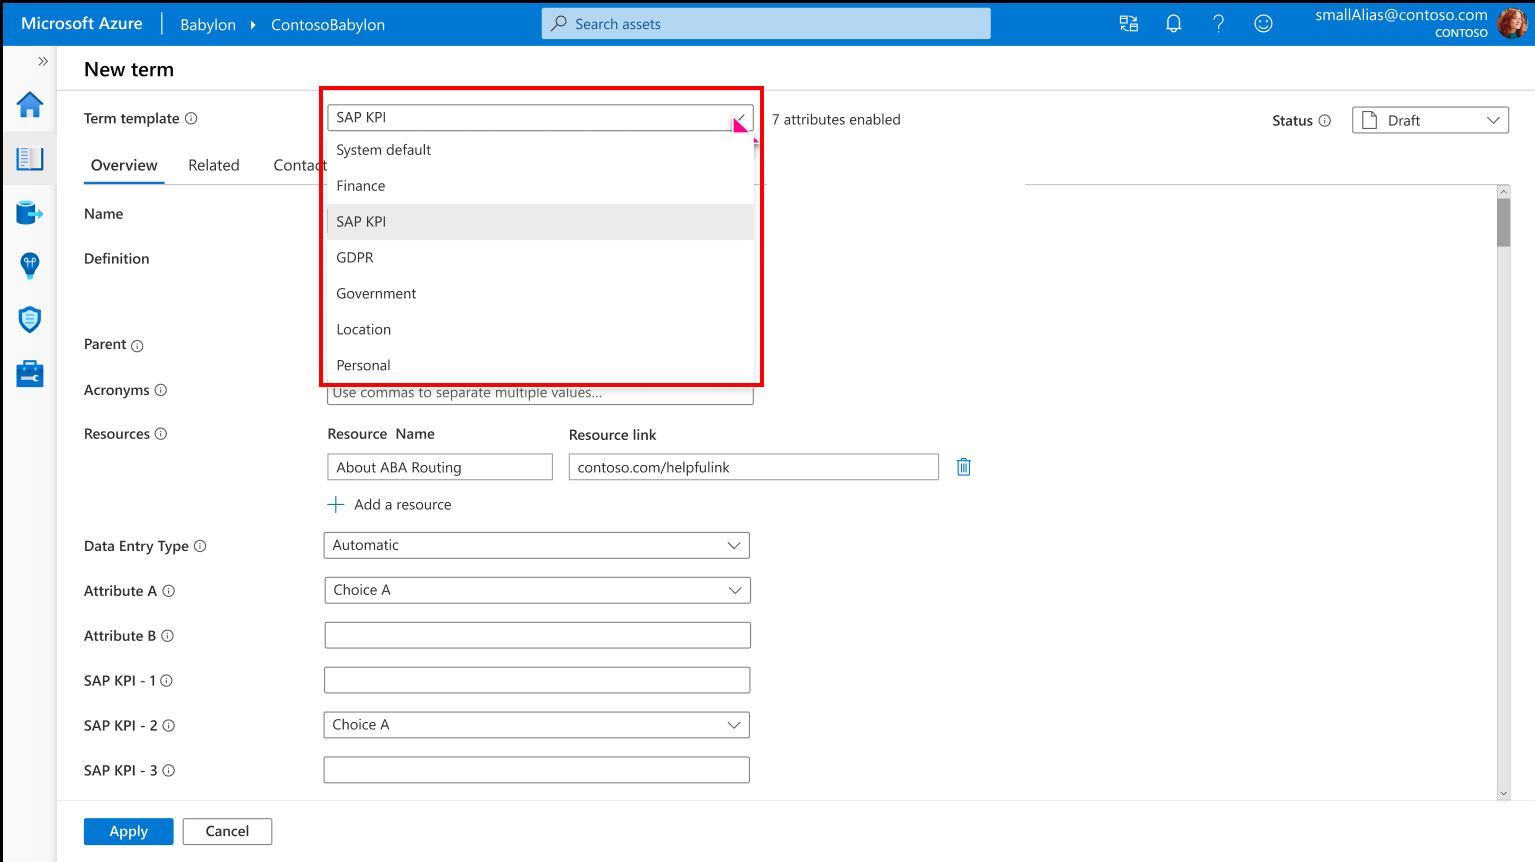 Microsoft Azure
Babylon
ContosoBabylon
Search assets
smallAlias@contoso.com
CONTOSO
New term
Term template
SAP KPI
7 attributes enabled
Status
Draft
System default
Overview
Related
Contact
Finance
Name
SAP KPI
Definition
GDPR
Government
Location
Parent
Personal
Acronyms
Use commas to separate multiple values...
Resources
Resource Name
Resource link
About ABA Routing
contoso.com/helpfulink
Add a resource
Data Entry Type
Automatic
Attribute A
Choice A
Attribute B
SAP KPI - 1
SAP KPI - 2
Choice A
SAP KPI - 3
Apply
Cancel